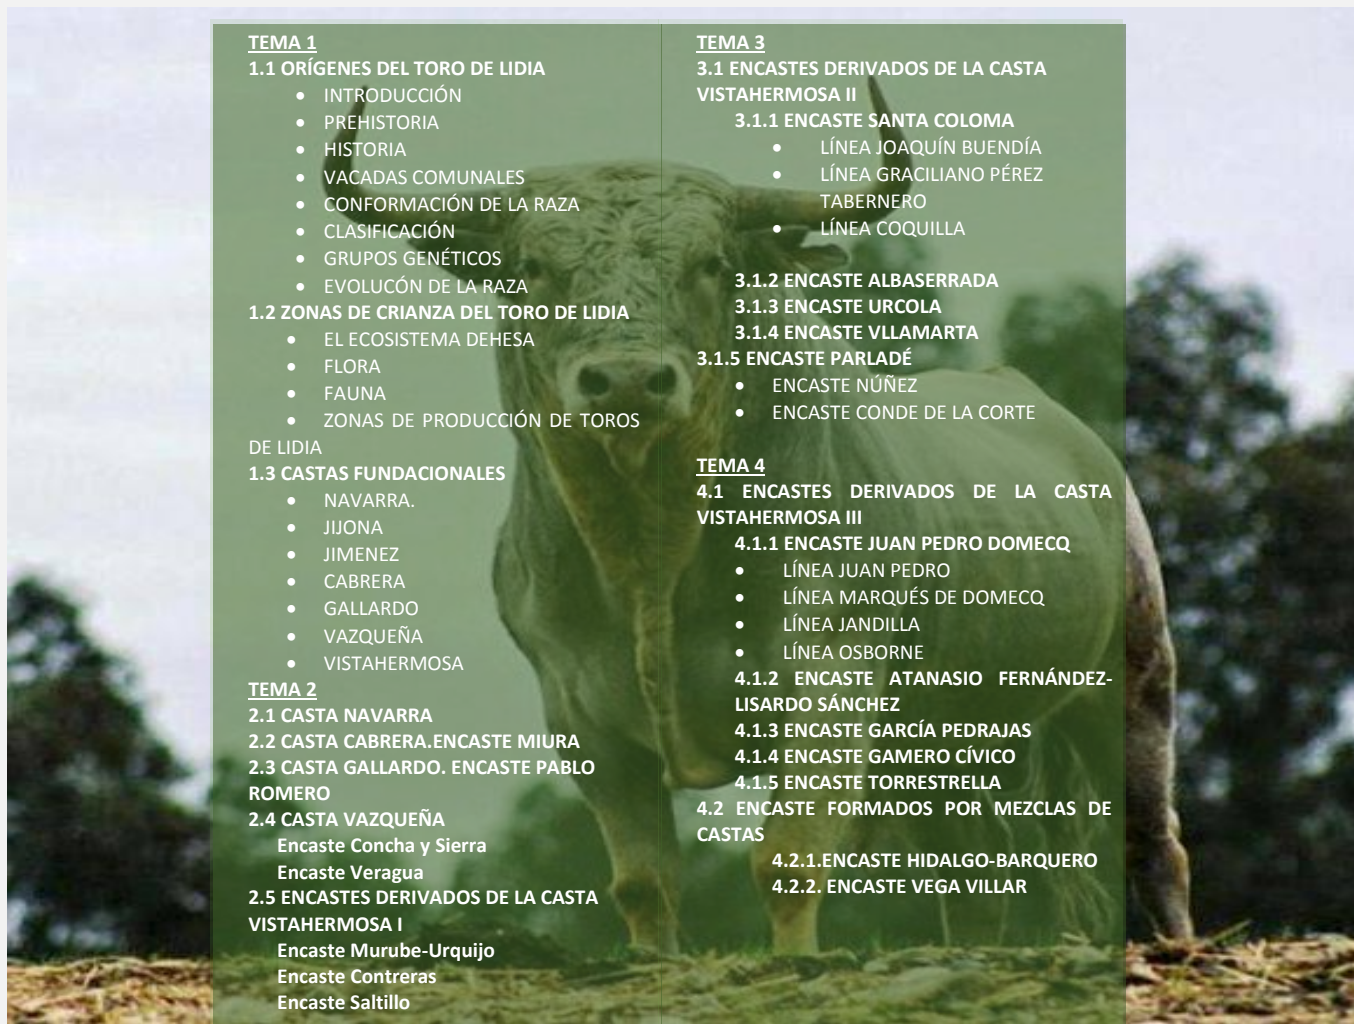 TEMA 1
1.1 ORÍGENES DEL TORO DE LIDIA
• INTRODUCCIÓN
• PREHISTORIA
• HISTORIA
• VACADAS COMUNALES
• CONFORMACIÓN DE LA RAZA
• CLASIFICACIÓN
• GRUPOS GENÉTICOS
• EVOLUCÓN DE LA RAZA
1.2 ZONAS DE CRIANZA DEL TORO DE LIDIA
• EL ECOSISTEMA DEHESA
• FLORA
• FAUNA
• ZONAS DE PRODUCCIÓN DE TOROS
DE LIDIA
1.3 CASTAS FUNDACIONALES
• NAVARRA.
• JIJONA
• JIMENEZ
• CABRERA
• GALLARDO
• VAZQUEÑA
• VISTAHERMOSA
TEMA 2
2.1 CASTA NAVARRA
2.2 CASTA CABRERA.ENCASTE MIURA
2.3 CASTA GALLARDO. ENCASTE PABLO
ROMERO
2.4 CASTA VAZQUEÑA
Encaste Concha y Sierra
Encaste Veragua
2.5 ENCASTES DERIVADOS DE LA CASTA
VISTAHERMOSA I
Encaste Murube-Urquijo
Encaste Contreras
Encaste Saltillo
TEMA 3
3.1 ENCASTES DERIVADOS DE LA CASTA
VISTAHERMOSA II
3.1.1 ENCASTE SANTA COLOMA
• LÍNEA JOAQUÍN BUENDÍA
• LÍNEA GRACILIANO PÉREZ
TABERNERO
• LÍNEA COQUILLA
3.1.2 ENCASTE ALBASERRADA
3.1.3 ENCASTE URCOLA
3.1.4 ENCASTE VLLAMARTA
3.1.5 ENCASTE PARLADÉ
• ENCASTE NÚÑEZ
• ENCASTE CONDE DE LA CORTE
TEMA 4
4.1 ENCASTES DERIVADOS DE LA CASTA
VISTAHERMOSA III
4.1.1 ENCASTE JUAN PEDRO DOMECQ
• LÍNEA JUAN PEDRO
• LÍNEA MARQUÉS DE DOMECQ
• LÍNEA JANDILLA
• LÍNEA OSBORNE
4.1.2 ENCASTE ATANASIO FERNÁNDEZ-
LISARDO SÁNCHEZ
4.1.3 ENCASTE GARCÍA PEDRAJAS
4.1.4 ENCASTE GAMERO CÍVICO
4.1.5 ENCASTE TORRESTRELLA
4.2 ENCASTE FORMADOS POR MEZCLAS DE
CASTAS
4.2.1.ENCASTE HIDALGO-BARQUERO
4.2.2. ENCASTE VEGA VILLAR